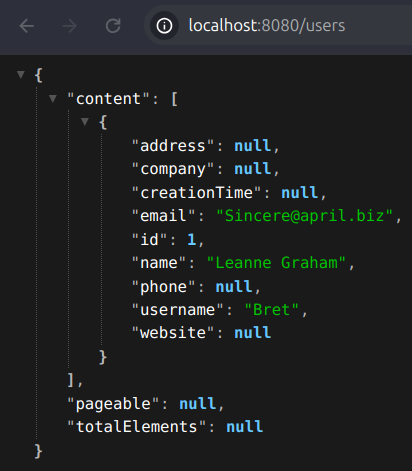 localhost:8080/users
{
"content": [
{
"address": null,
"company": null,
"creationTime": null,
"email": "Sincere@april.biz",
"id": 1,
"name": "Leanne Graham",
"phone": null,
"username": "Bret",
"website": null
}
],
"pageable": null,
"totalElements": null
}